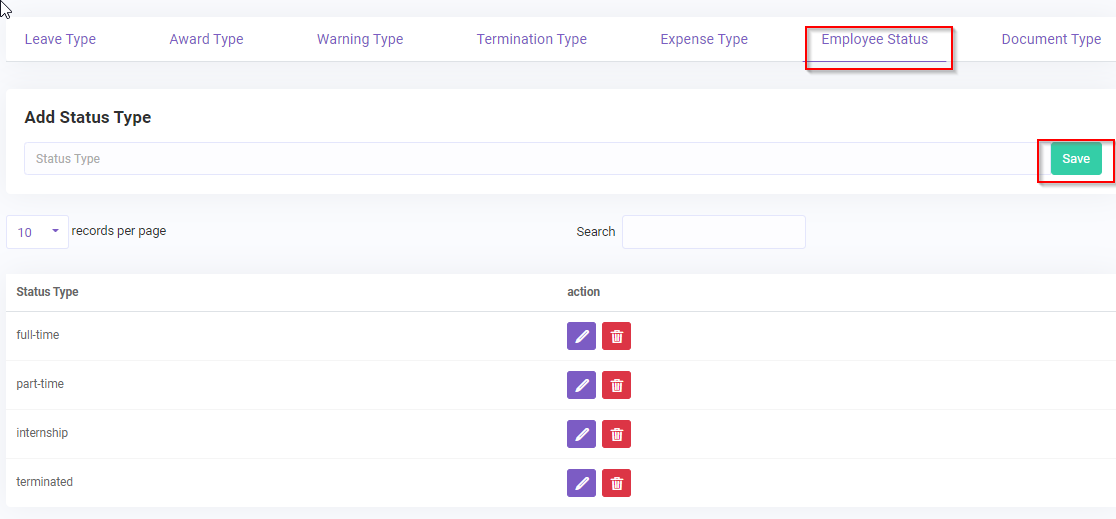 Leave Type Award Type Warning Type Termination Type Expense Type Employee Status Document Type
Add Status Type
Status Type Save
10 records per page Search
Status Type action
full-time
part-time
internship
terminated